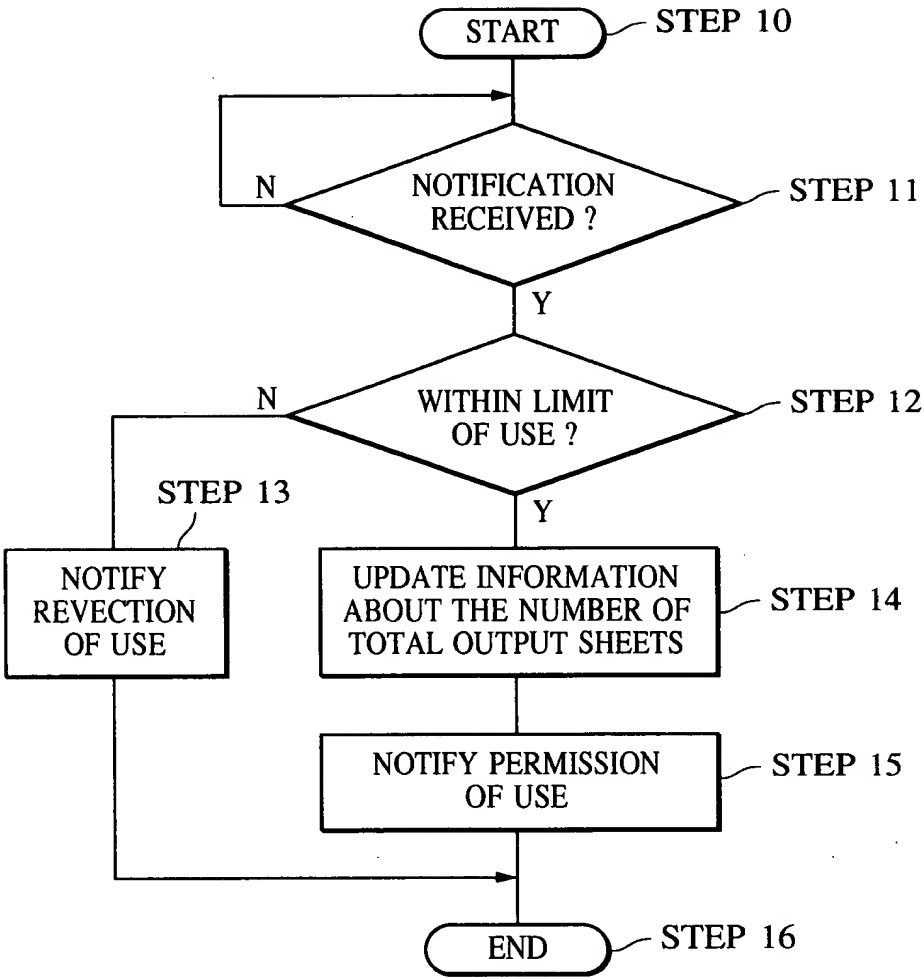 START
STEP 10
N
NOTIFICATION
RECEIVED ?
STEP 11
Y
N
WITHIN LIMIT
OF USE ?
STEP 12
STEP 13
Y
NOTIFY
REVECTION
OF USE
UPDATE INFORMATION
ABOUT THE NUMBER OF
TOTAL OUTPUT SHEETS
STEP 14
NOTIFY PERMISSION
OF USE
STEP 15
END
STEP 16